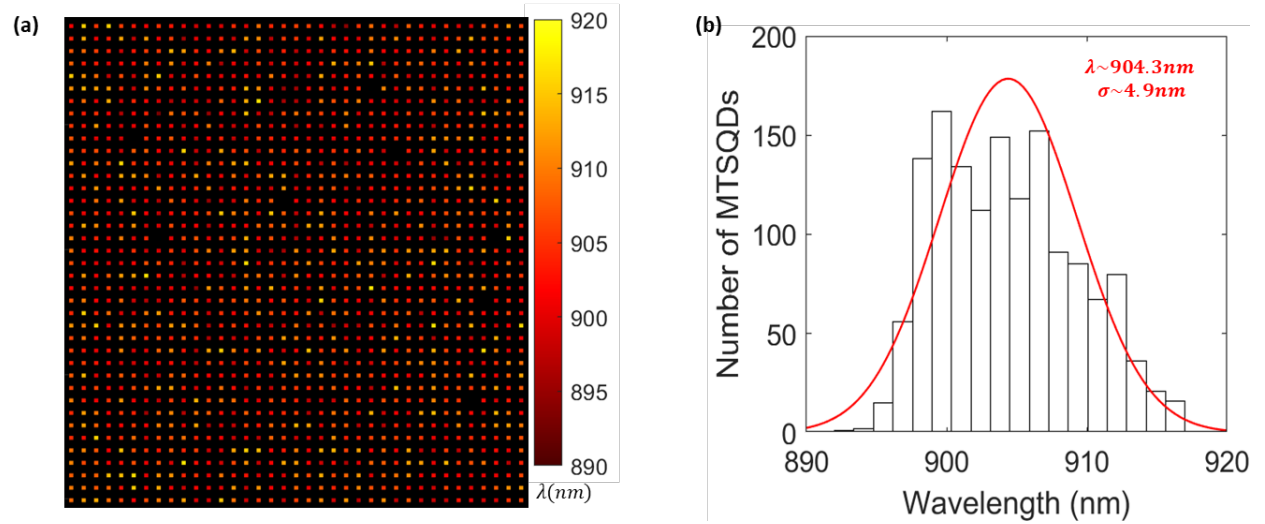 (a)
920
915
910
905
900
895
890
λ(nm)
(b)
200
150
100
50
0
Number of MTSQDs
λ~904.3nm
σ~4.9nm
890
900
910
920
Wavelength (nm)